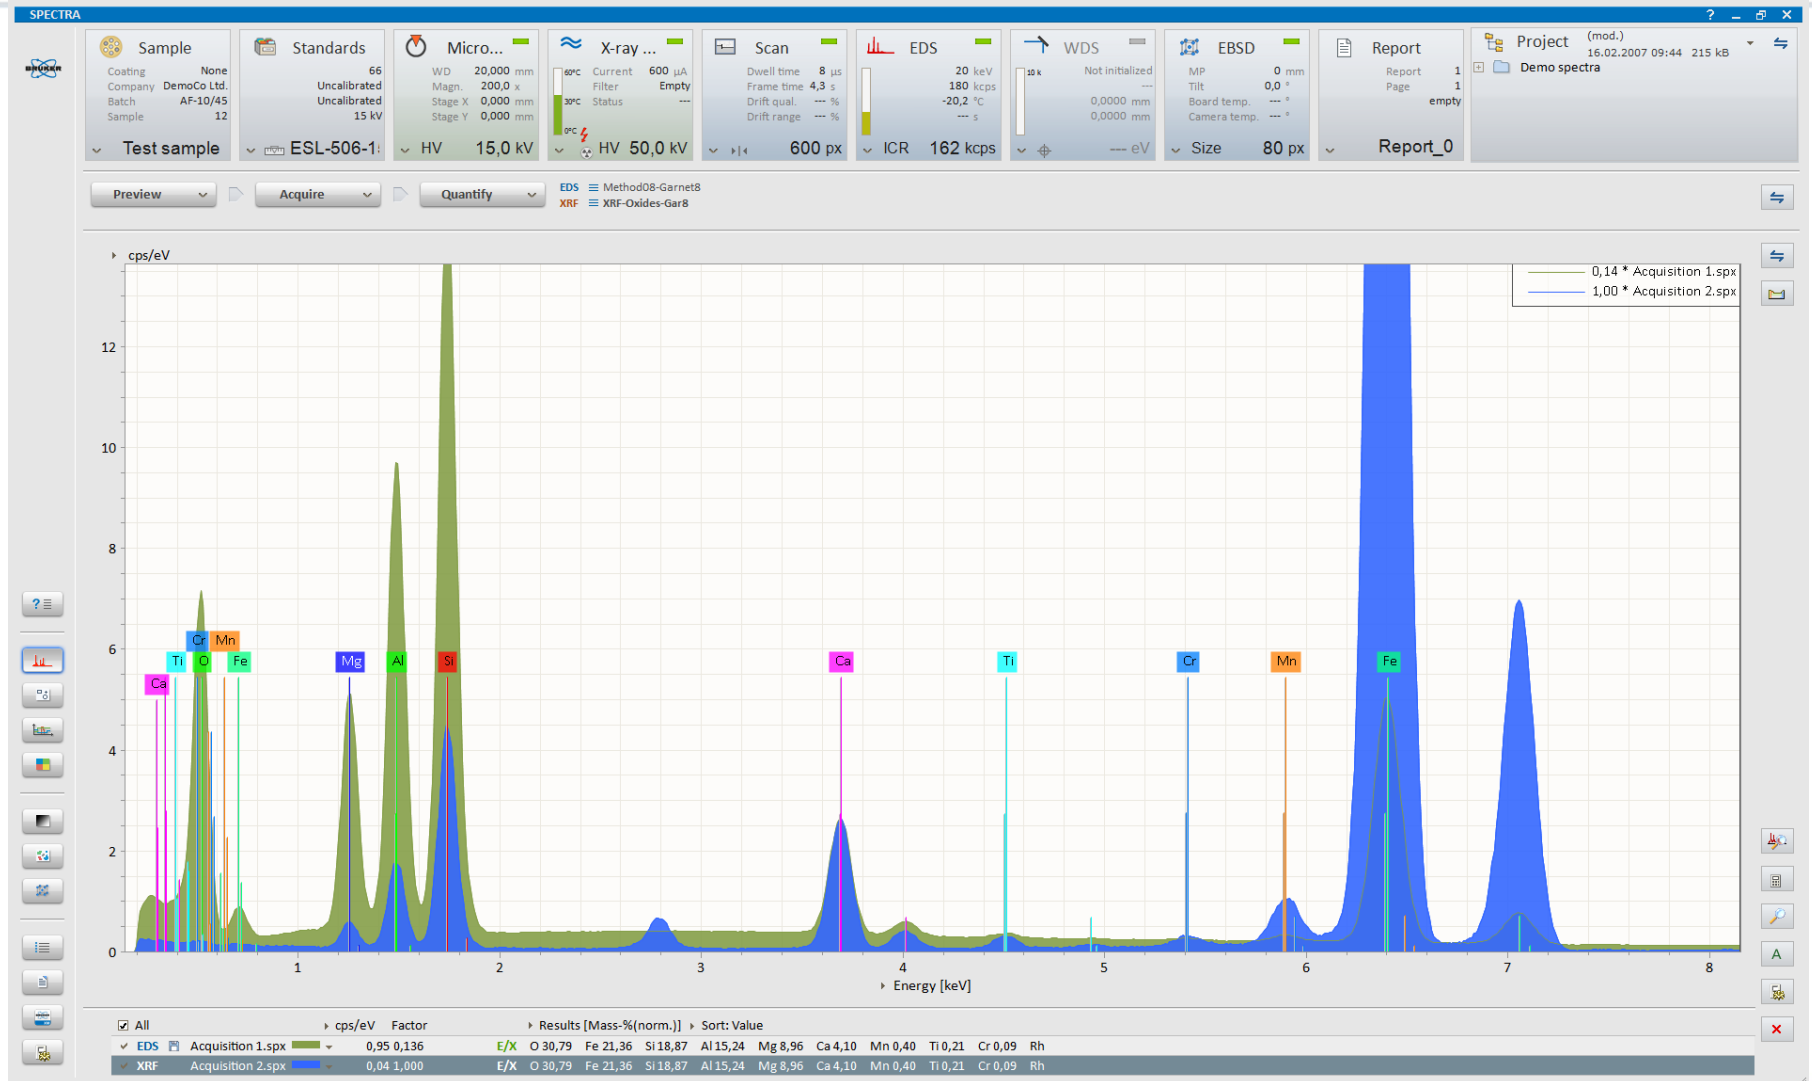 SPECTRA
?
BRUKER
Sample
Coating None
Company DemoCo Ltd.
Batch AF-10/45
Sample 12
Test sample
Standards
66
Uncalibrated
Uncalibrated
15 kV
ESL-506-1
Micro...
WD 20,000 mm
Magn. 200,0 x
Stage X 0,000 mm
Stage Y 0,000 mm
HV 15,0 kV
X-ray ...
60°C Current 600 µA
Filter Empty
30°C Status ---
0°C
HV 50,0 kV
Scan
Dwell time 8 µs
Frame time 4,3 s
Drift qual. --- %
Drift range --- %
600 px
EDS
20 keV
180 kcps
-20,2 °C
--- s
ICR 162 kcps
WDS
10 k Not initialized
---
0,0000 mm
0,0000 mm
--- eV
EBSD
MP 0 mm
Tilt 0,0 °
Board temp. --- °
Camera temp. --- °
Size 80 px
Report
Report 1
Page 1
empty
Report_0
Project (mod.)
16.02.2007 09:44 215 kB
Demo spectra
Preview
Acquire
Quantify
EDS Method08-Garnet8
XRF XRF-Oxides-Gar8
cps/eV
0,14 * Acquisition 1.spx
1,00 * Acquisition 2.spx
12
10
8
6
4
2
0
Cr Mn
Ti O Fe Mg Al Si Ca Ti Cr Mn Fe
Ca
1 2 3 4 5 6 7 8
Energy [keV]
?
A
All cps/eV Factor Results [Mass-%(norm.)] Sort: Value
EDS Acquisition 1.spx 0,95 0,136 E/X O 30,79 Fe 21,36 Si 18,87 Al 15,24 Mg 8,96 Ca 4,10 Mn 0,40 Ti 0,21 Cr 0,09 Rh
XRF Acquisition 2.spx 0,04 1,000 E/X O 30,79 Fe 21,36 Si 18,87 Al 15,24 Mg 8,96 Ca 4,10 Mn 0,40 Ti 0,21 Cr 0,09 Rh